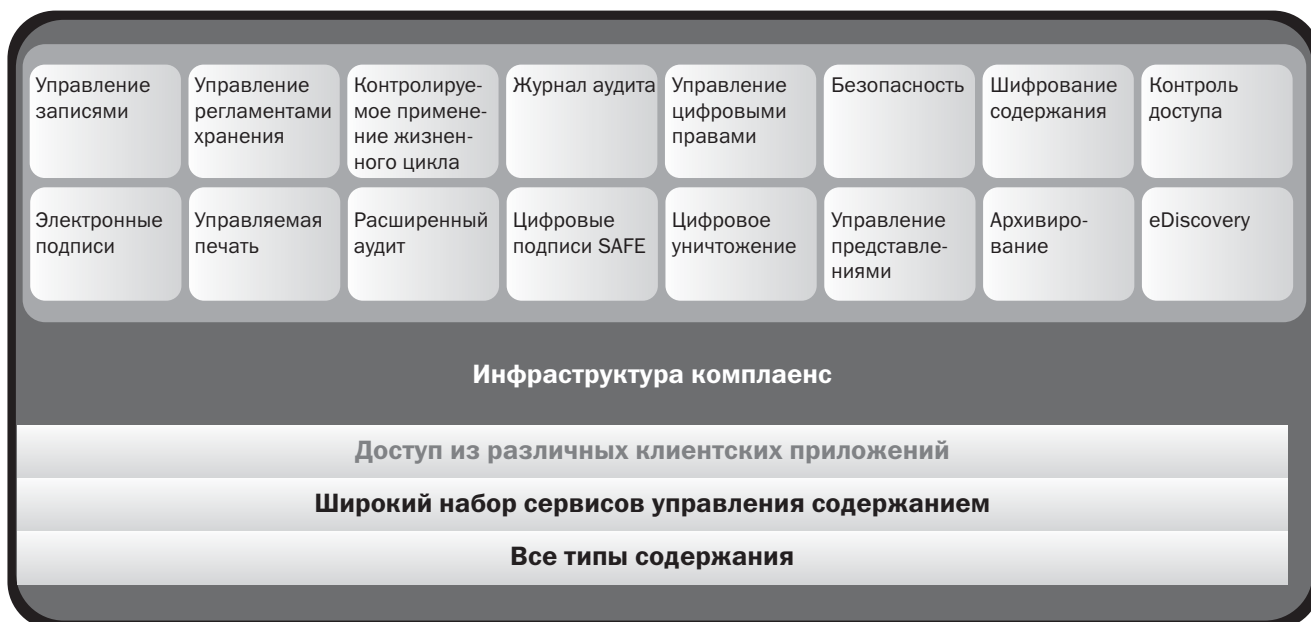 Управление
записями
Управление
регламентами
хранения
Контролируе-
мое примене-
ние жизнен-
ного цикла
Журнал аудита
Управление
цифровыми
правами
Безопасность
Шифрование
содержания
Контроль
доступа
Электронные
подписи
Управляемая
печать
Расширенный
аудит
Цифровые
подписи SAFE
Цифровое
уничтожение
Управление
представле-
ниями
Архивиро-
вание
eDiscovery
Инфраструктура комплаенс
Доступ из различных клиентских приложений
Широкий набор сервисов управления содержанием
Все типы содержания